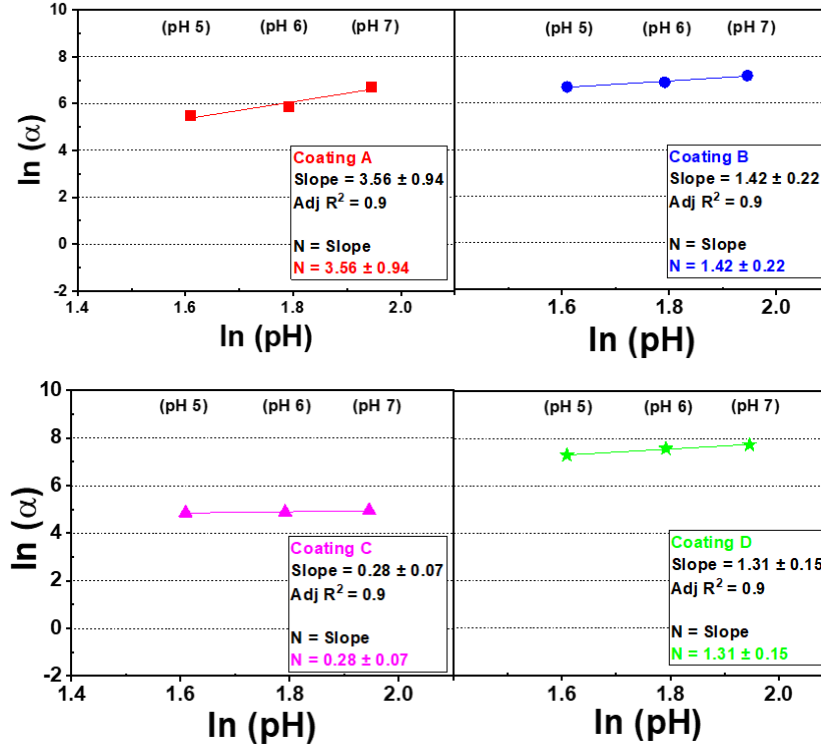 10
8
6
4
2
0
-2
ln (α)
(pH 5) (pH 6) (pH 7)
Coating A
Slope = 3.56 ± 0.94
Adj R² = 0.9
N = Slope
N = 3.56 ± 0.94
1.4 1.6 1.8 2.0
ln (pH)
(pH 5) (pH 6) (pH 7)
Coating B
Slope = 1.42 ± 0.22
Adj R² = 0.9
N = Slope
N = 1.42 ± 0.22
1.6 1.8 2.0
ln (pH)
10
8
6
4
2
0
-2
ln (α)
(pH 5) (pH 6) (pH 7)
Coating C
Slope = 0.28 ± 0.07
Adj R² = 0.9
N = Slope
N = 0.28 ± 0.07
1.4 1.6 1.8 2.0
ln (pH)
(pH 5) (pH 6) (pH 7)
Coating D
Slope = 1.31 ± 0.15
Adj R² = 0.9
N = Slope
N = 1.31 ± 0.15
1.6 1.8 2.0
ln (pH)